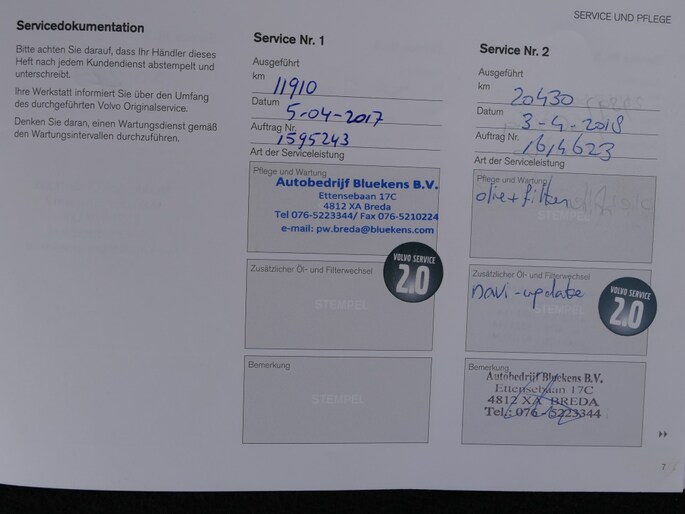 SERVICE UND PFLEGE
Servicedokumentation
Bitte achten Sie darauf, dass Ihr Händler dieses
Heft nach jedem Kundendienst abstempelt und
unterschreibt.
Ihre Werkstatt informiert Sie über den Umfang
des durchgeführten Volvo Originalservice.
Denken Sie daran, einen Wartungsdienst gemäß
den Wartungsintervallen durchzuführen.
Service Nr. 1
Ausgeführt
km
11910
Datum
5-04-2017
Auftrag Nr.
1595243
Art der Serviceleistung
Pflege und Wartung
Autobedrijf Bluekens B.V.
Ettensebaan 17C
4812 XA Breda
Tel 076-5223344/ Fax 076-5210224
e-mail: pw.breda@bluekens.com
VOLVO SERVICE
2.0
Zusätzlicher Öl- und Filterwechsel
STEMPEL
Bemerkung
STEMPEL
Service Nr. 2
Ausgeführt
km
20430
Datum
3-4-2018
Auftrag Nr.
1614623
Art der Serviceleistung
Pflege und Wartung
olie + filter
STEMPEL
Zusätzlicher Öl- und Filterwechsel
navi-update
STEMPEL
VOLVO SERVICE
2.0
Bemerkung
Autobedrijf Bluekens B.V.
Ettensebaan 17C
4812 XA BREDA
Tel.: 076-5223344
7